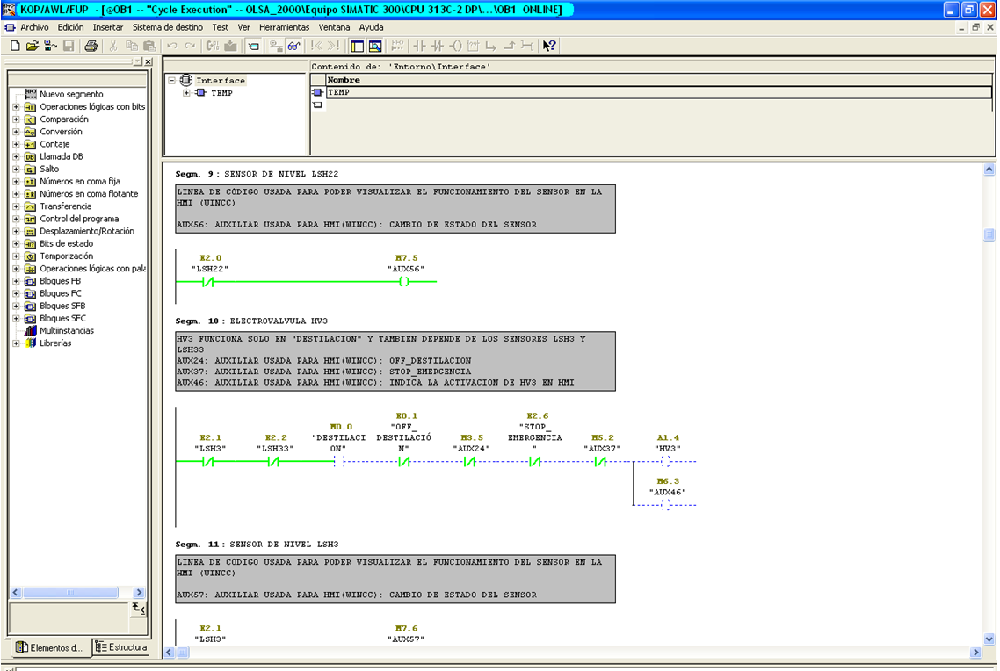 KOP/AWL/FUP - [@OB1 -- "Cycle Execution" -- OLSA_2000\Equipo SIMATIC 300\CPU 313C-2 DP\...\OB1 ONLINE]
Archivo Edición Insertar Sistema de destino Test Ver Herramientas Ventana Ayuda
Nuevo segmento
Operaciones lógicas con bits
Comparación
Conversión
Contaje
Llamada DB
Salto
Números en coma fija
Números en coma flotante
Transferencia
Control del programa
Desplazamiento/Rotación
Bits de estado
Temporización
Operaciones lógicas con pala
Bloques FB
Bloques FC
Bloques SFB
Bloques SFC
Multiinstancias
Librerías
Elementos d... Estructura
Interface
TEMP
Contenido de: 'Entorno\Interface'
Nombre
TEMP
Segm. 9 : SENSOR DE NIVEL LSH22
LINEA DE CÓDIGO USADA PARA PODER VISUALIZAR EL FUNCIONAMIENTO DEL SENSOR EN LA
HMI (WINCC)
AUX56: AUXILIAR USADA PARA HMI(WINCC): CAMBIO DE ESTADO DEL SENSOR
E2.0 M7.5
"LSH22" "AUX56"
Segm. 10 : ELECTROVALVULA HV3
HV3 FUNCIONA SOLO EN "DESTILACION" Y TAMBIEN DEPENDE DE LOS SENSORES LSH3 Y
LSH33
AUX24: AUXILIAR USADA PARA HMI(WINCC): OFF_DESTILACION
AUX37: AUXILIAR USADA PARA HMI(WINCC): STOP_EMERGENCIA
AUX46: AUXILIAR USADA PARA HMI(WINCC): INDICA LA ACTIVACION DE HV3 EN HMI
E0.1 E2.6
M0.0 "OFF_ "STOP_
E2.1 E2.2 "DESTILACI DESTILACIÓ M3.5 EMERGENCIA M5.2 A1.4
"LSH3" "LSH33" ON" N" "AUX24" " "AUX37" "HV3"
M6.3
"AUX46"
Segm. 11 : SENSOR DE NIVEL LSH3
LINEA DE CÓDIGO USADA PARA PODER VISUALIZAR EL FUNCIONAMIENTO DEL SENSOR EN LA
HMI (WINCC)
AUX57: AUXILIAR USADA PARA HMI(WINCC): CAMBIO DE ESTADO DEL SENSOR
E2.1 M7.6
"LSH3" "AUX57"